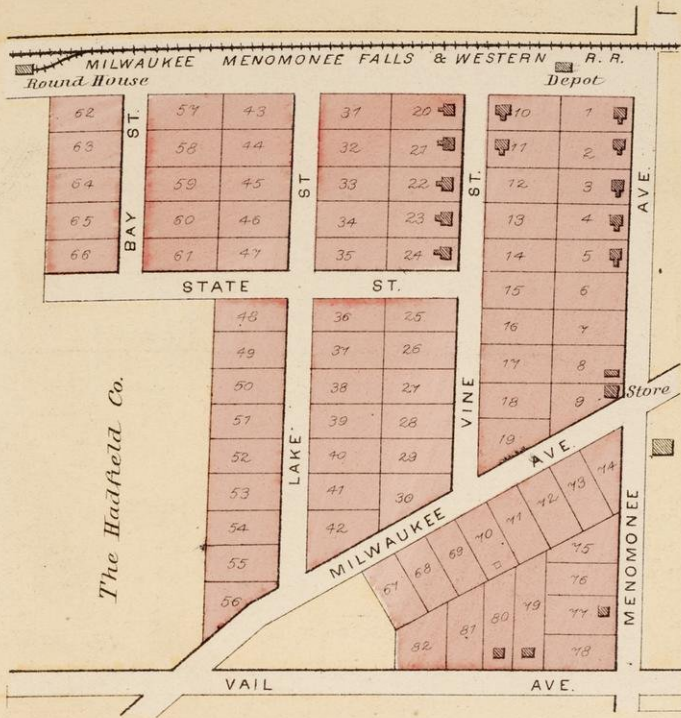 MILWAUKEE MENOMONEE FALLS & WESTERN R. R.
Round House
Depot
62 57 43 31 20 10 1
63 58 44 32 21 11 2
64 59 45 33 22 12 3
65 60 46 34 23 13 4
66 61 47 35 24 14 5
BAY ST.
ST.
ST.
AVE.
STATE ST.
15 6
48 36 25 16 7
49 37 26 17 8
50 38 27 18 9
Store
51 39 28 19
52 40 29
53 41 30
54 42
55
56
The Hadfield Co.
LAKE
VINE
MILWAUKEE AVE.
MENOMONEE
67 68 69 70 71 72 73 74
75
76
77
78
82 81 80 79
VAIL AVE.